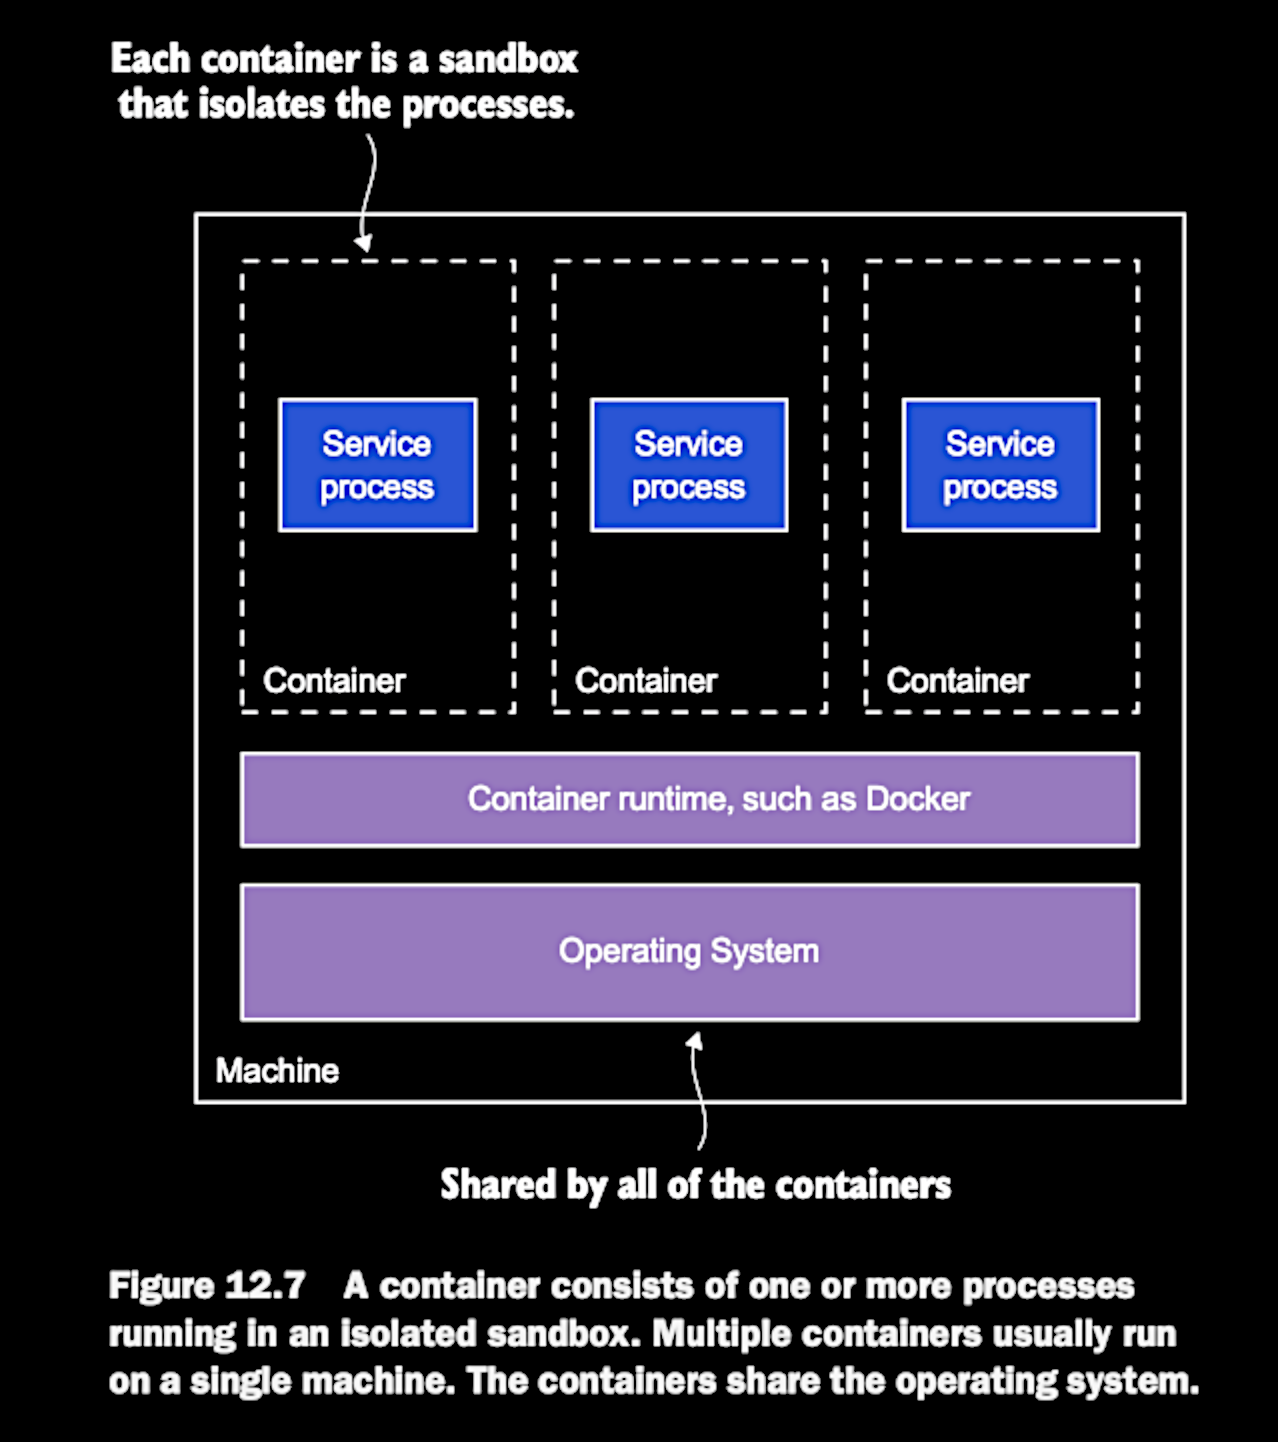 Each container is a sandbox
that isolates the processes.
Service
process
Service
process
Service
process
Container
Container
Container
Container runtime, such as Docker
Operating System
Machine
Shared by all of the containers
Figure 12.7 A container consists of one or more processes
running in an isolated sandbox. Multiple containers usually run
on a single machine. The containers share the operating system.